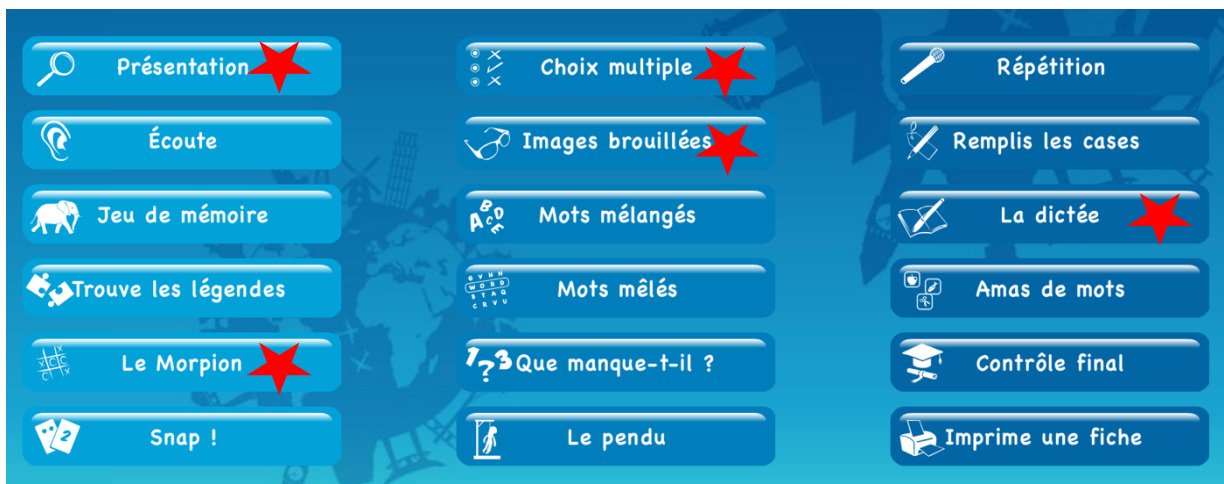 Présentation
Choix multiple
Répétition
Écoute
Images brouillées
Remplis les cases
Jeu de mémoire
Mots mélangés
La dictée
Trouve les légendes
Mots mêlés
Amas de mots
Le Morpion
Que manque-t-il ?
Contrôle final
Snap !
Le pendu
Imprime une fiche